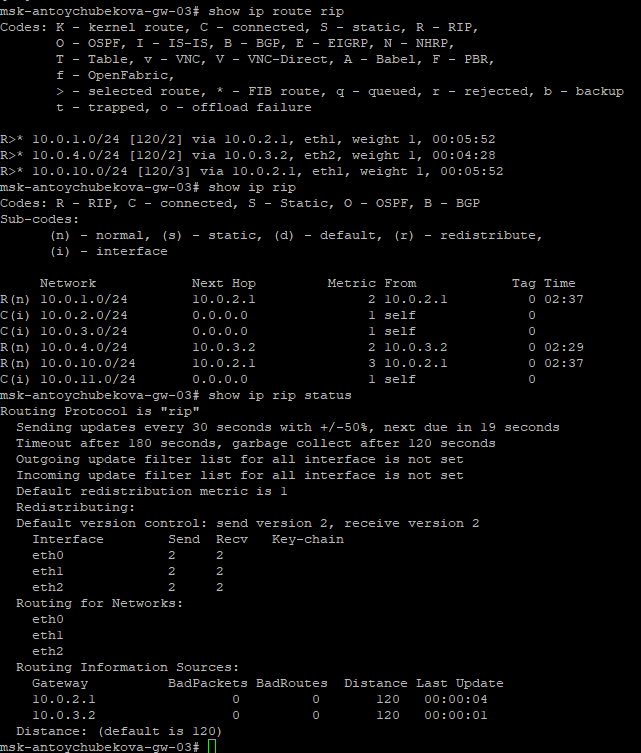 msk-antoychubekova-gw-03# show ip route rip
Codes: K - kernel route, C - connected, S - static, R - RIP,
       O - OSPF, I - IS-IS, B - BGP, E - EIGRP, N - NHRP,
       T - Table, v - VNC, V - VNC-Direct, A - Babel, F - PBR,
       f - OpenFabric,
       > - selected route, * - FIB route, q - queued, r - rejected, b - backup
       t - trapped, o - offload failure

R>* 10.0.1.0/24 [120/2] via 10.0.2.1, eth1, weight 1, 00:05:52
R>* 10.0.4.0/24 [120/2] via 10.0.3.2, eth2, weight 1, 00:04:28
R>* 10.0.10.0/24 [120/3] via 10.0.2.1, eth1, weight 1, 00:05:52
msk-antoychubekova-gw-03# show ip rip
Codes: R - RIP, C - connected, S - Static, O - OSPF, B - BGP
Sub-codes:
      (n) - normal, (s) - static, (d) - default, (r) - redistribute,
      (i) - interface

     Network            Next Hop         Metric From            Tag Time
R(n) 10.0.1.0/24        10.0.2.1              2 10.0.2.1          0 02:37
C(i) 10.0.2.0/24        0.0.0.0               1 self              0
C(i) 10.0.3.0/24        0.0.0.0               1 self              0
R(n) 10.0.4.0/24        10.0.3.2              2 10.0.3.2          0 02:29
R(n) 10.0.10.0/24       10.0.2.1              3 10.0.2.1          0 02:37
C(i) 10.0.11.0/24       0.0.0.0               1 self              0
msk-antoychubekova-gw-03# show ip rip status
Routing Protocol is "rip"
  Sending updates every 30 seconds with +/-50%, next due in 19 seconds
  Timeout after 180 seconds, garbage collect after 120 seconds
  Outgoing update filter list for all interface is not set
  Incoming update filter list for all interface is not set
  Default redistribution metric is 1
  Redistributing:
  Default version control: send version 2, receive version 2
    Interface        Send  Recv   Key-chain
    eth0             2     2
    eth1             2     2
    eth2             2     2
  Routing for Networks:
    eth0
    eth1
    eth2
  Routing Information Sources:
    Gateway          BadPackets BadRoutes  Distance Last Update
    10.0.2.1                 0         0       120   00:00:04
    10.0.3.2                 0         0       120   00:00:01
  Distance: (default is 120)
msk-antoychubekova-gw-03#